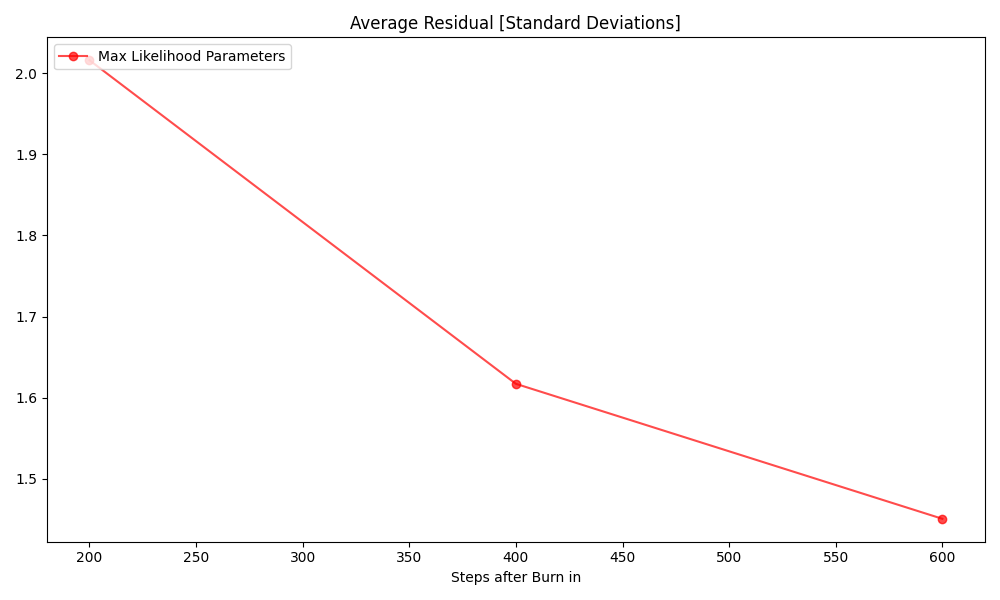 Average Residual [Standard Deviations]
Max Likelihood Parameters
2.0
1.9
1.8
1.7
1.6
1.5
200 250 300 350 400 450 500 550 600
Steps after Burn in